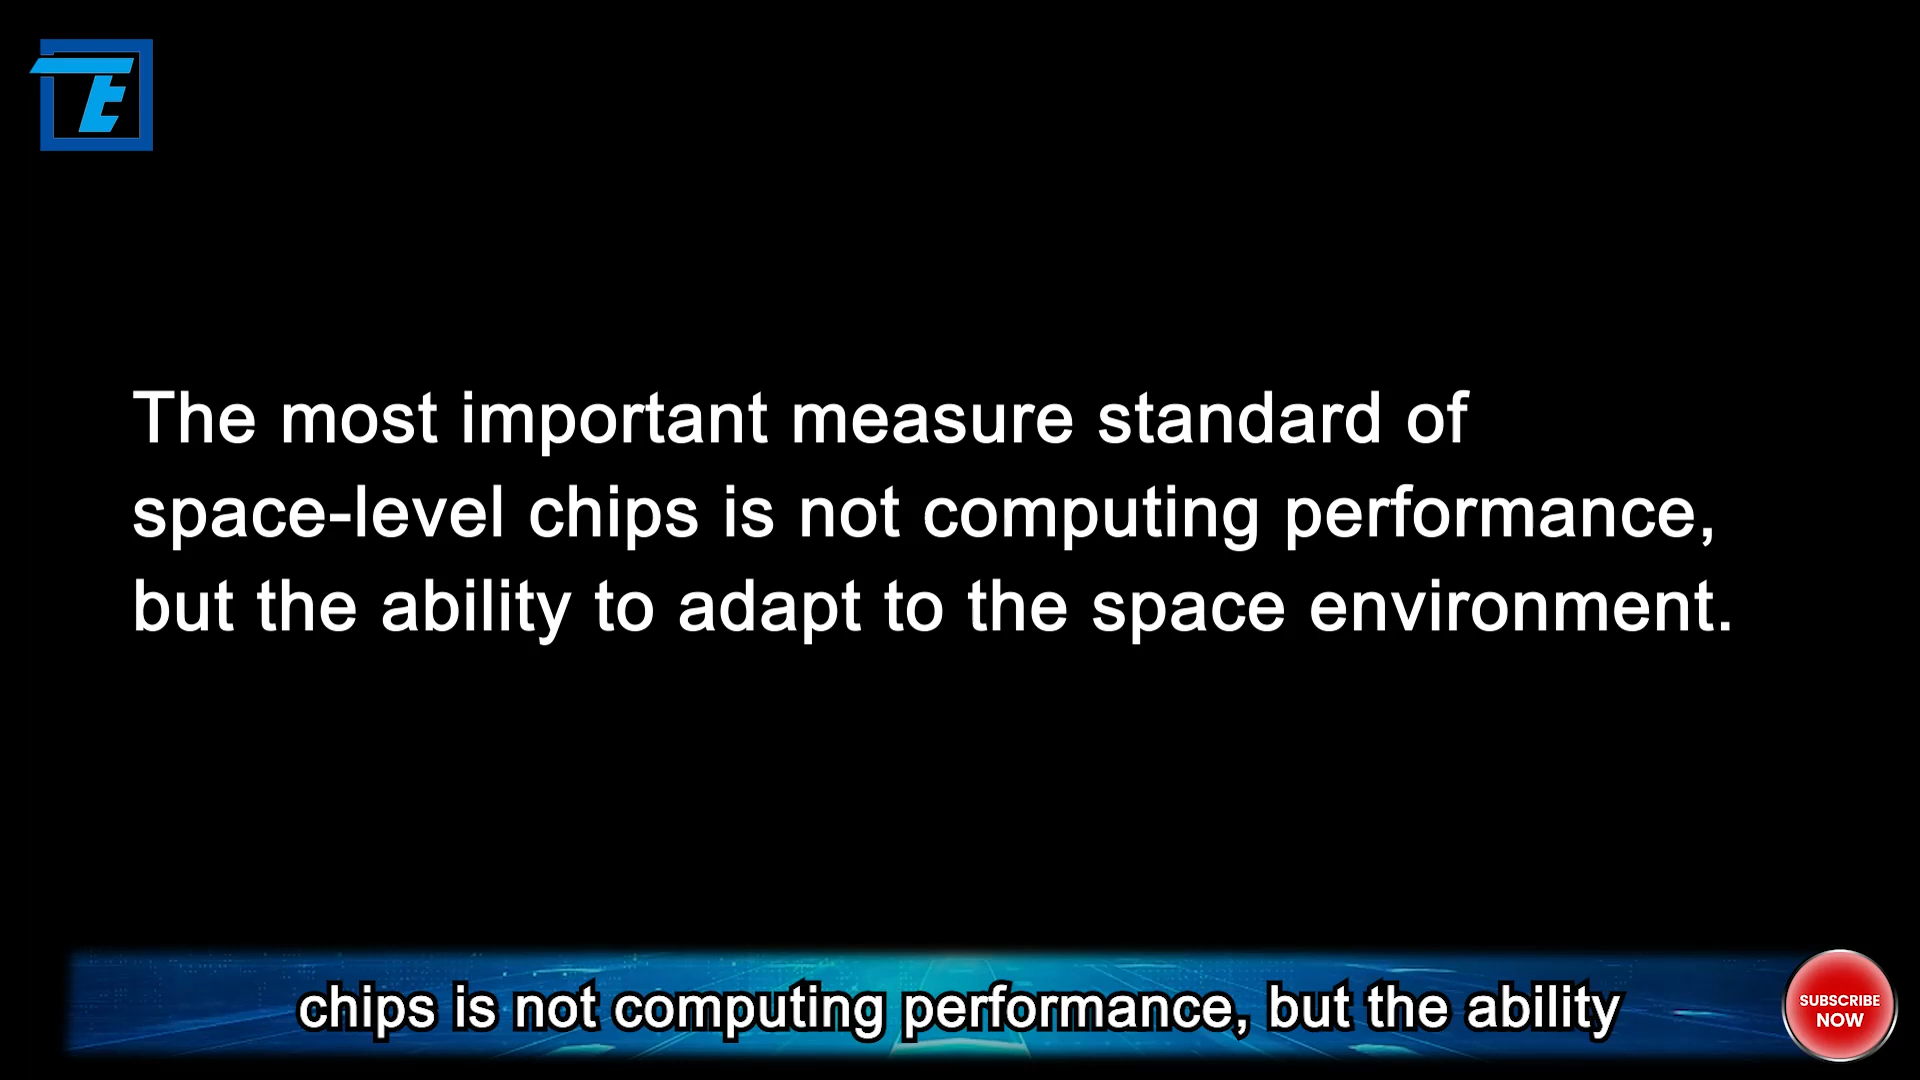 TE
The most important measure standard of
space-level chips is not computing performance,
but the ability to adapt to the space environment.
chips is not computing performance, but the ability
SUBSCRIBE
NOW